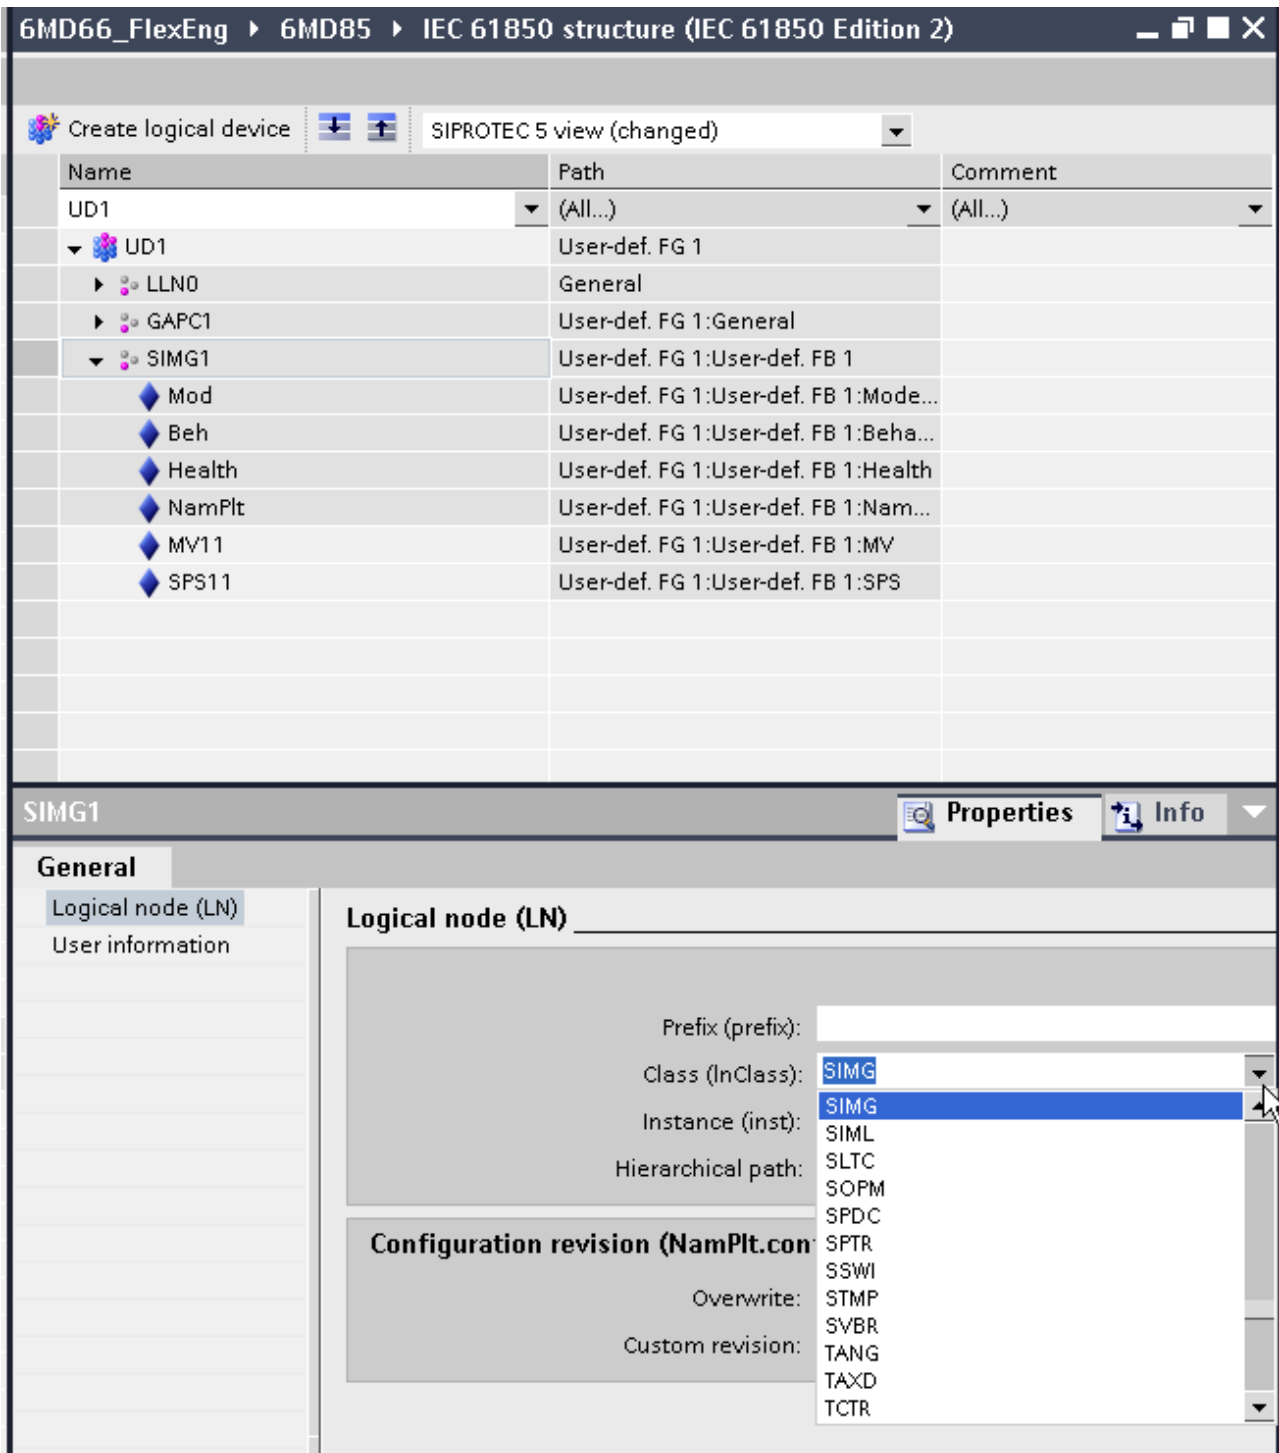 6MD66_FlexEng 6MD85 IEC 61850 structure (IEC 61850 Edition 2)
Create logical device SIPROTEC 5 view (changed)
Name Path Comment
UD1 (All...) (All...)
UD1 User-def. FG 1
LLN0 General
GAPC1 User-def. FG 1:General
SIMG1 User-def. FG 1:User-def. FB 1
Mod User-def. FG 1:User-def. FB 1:Mode...
Beh User-def. FG 1:User-def. FB 1:Beha...
Health User-def. FG 1:User-def. FB 1:Health
NamPlt User-def. FG 1:User-def. FB 1:Nam...
MV11 User-def. FG 1:User-def. FB 1:MV
SPS11 User-def. FG 1:User-def. FB 1:SPS
SIMG1 Properties Info
General
Logical node (LN)
User information
Logical node (LN)
Prefix (prefix):
Class (lnClass): SIMG
Instance (inst):
Hierarchical path:
SIMG
SIML
SLTC
SOPM
SPDC
SPTR
SSWI
STMP
SVBR
TANG
TAXD
TCTR
Configuration revision (NamPlt.con
Overwrite:
Custom revision: